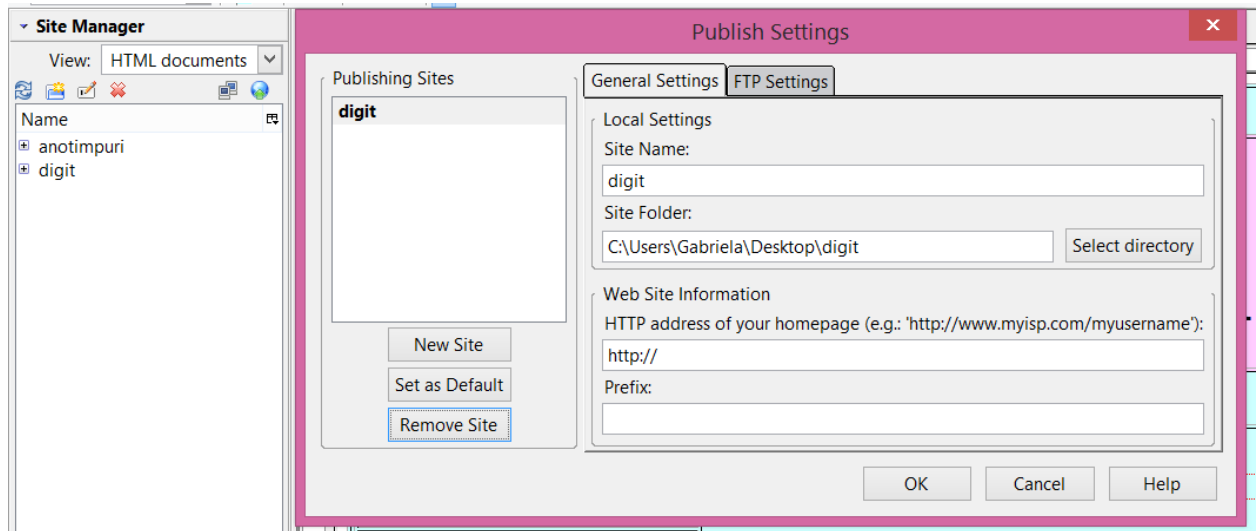 Site Manager
View: HTML documents
Name
anotimpuri
digit
Publish Settings
Publishing Sites
digit
New Site
Set as Default
Remove Site
General Settings
FTP Settings
Local Settings
Site Name:
digit
Site Folder:
C:\Users\Gabriela\Desktop\digit
Select directory
Web Site Information
HTTP address of your homepage (e.g.: 'http://www.myisp.com/myusername'):
http://
Prefix:
OK
Cancel
Help